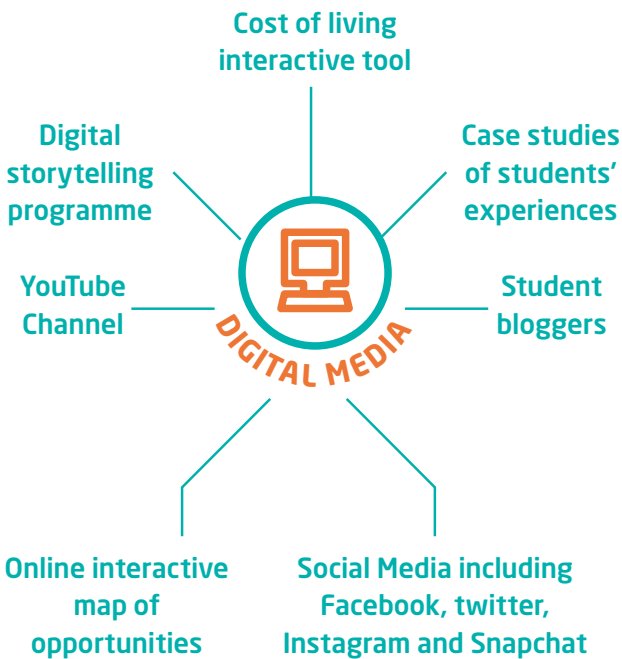 Cost of living
interactive tool
Digital
storytelling
programme
Case studies
of students’
experiences
YouTube
Channel
Student
bloggers
DIGITAL MEDIA
Online interactive
map of
opportunities
Social Media including
Facebook, twitter,
Instagram and Snapchat